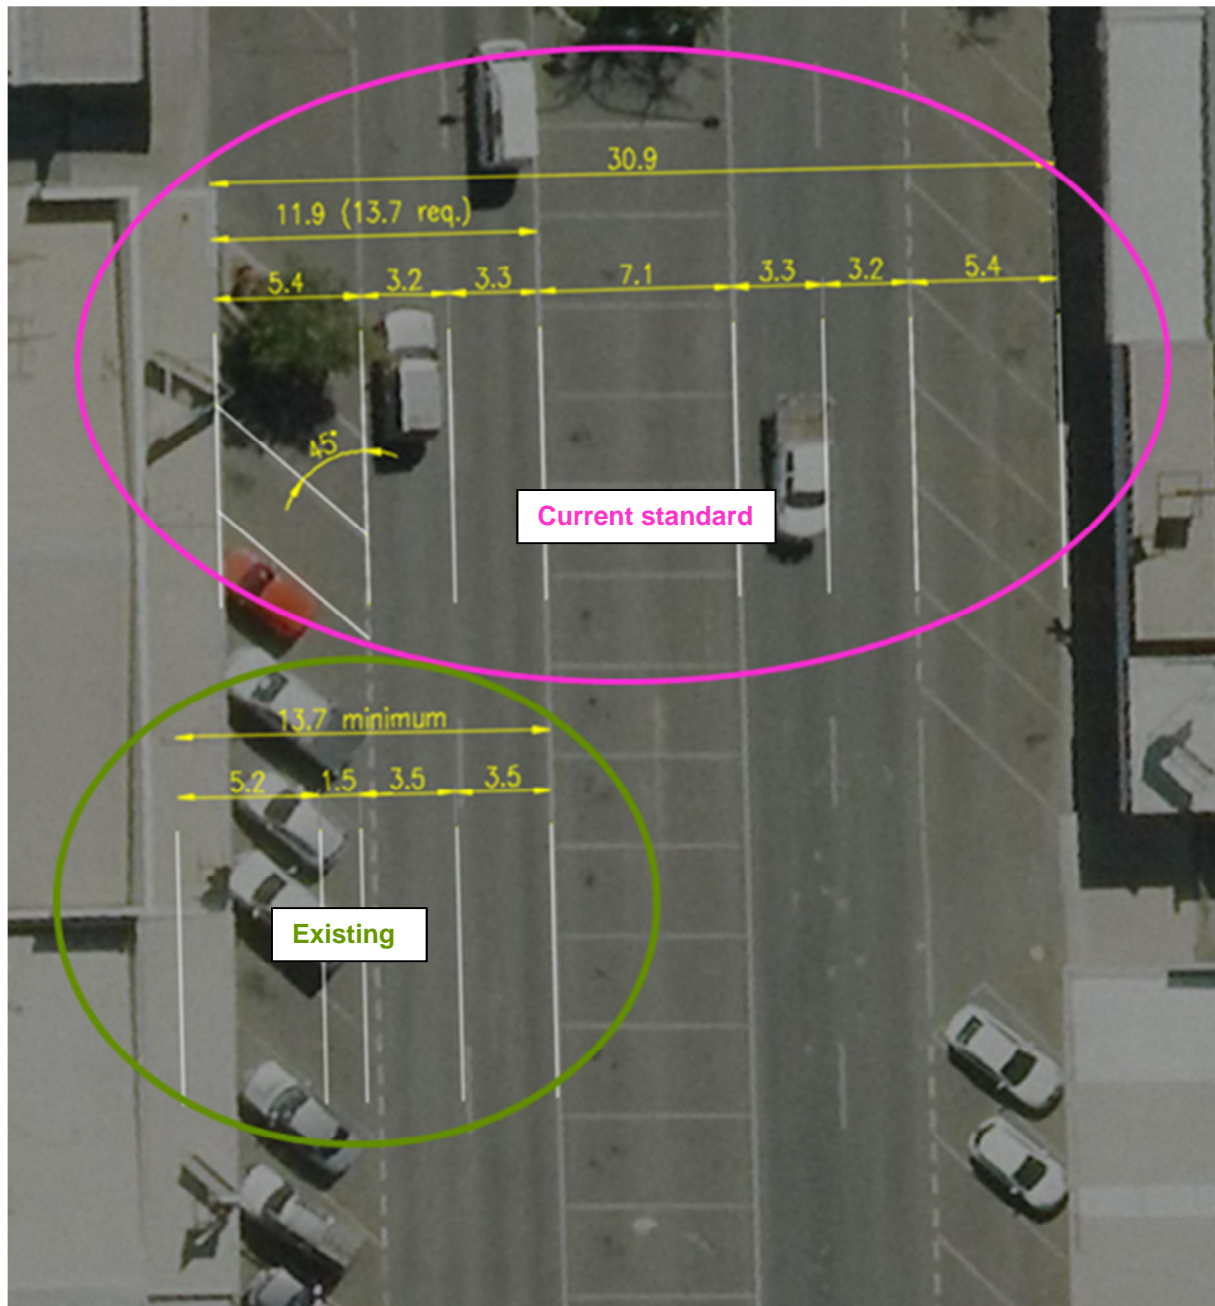 30.9
11.9 (13.7 req.)
5.4 3.2 3.3 7.1 3.3 3.2 5.4
45°
Current standard
13.7 minimum
5.2 1.5 3.5 3.5
Existing